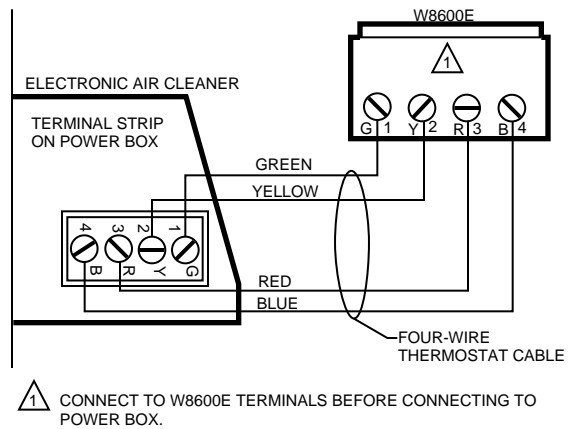 W8600E
1
G 1 Y 2 R 3 B 4
ELECTRONIC AIR CLEANER
TERMINAL STRIP
ON POWER BOX
GREEN
YELLOW
4 3 2 1
B R Y G
RED
BLUE
FOUR-WIRE
THERMOSTAT CABLE
1 CONNECT TO W8600E TERMINALS BEFORE CONNECTING TO
POWER BOX.